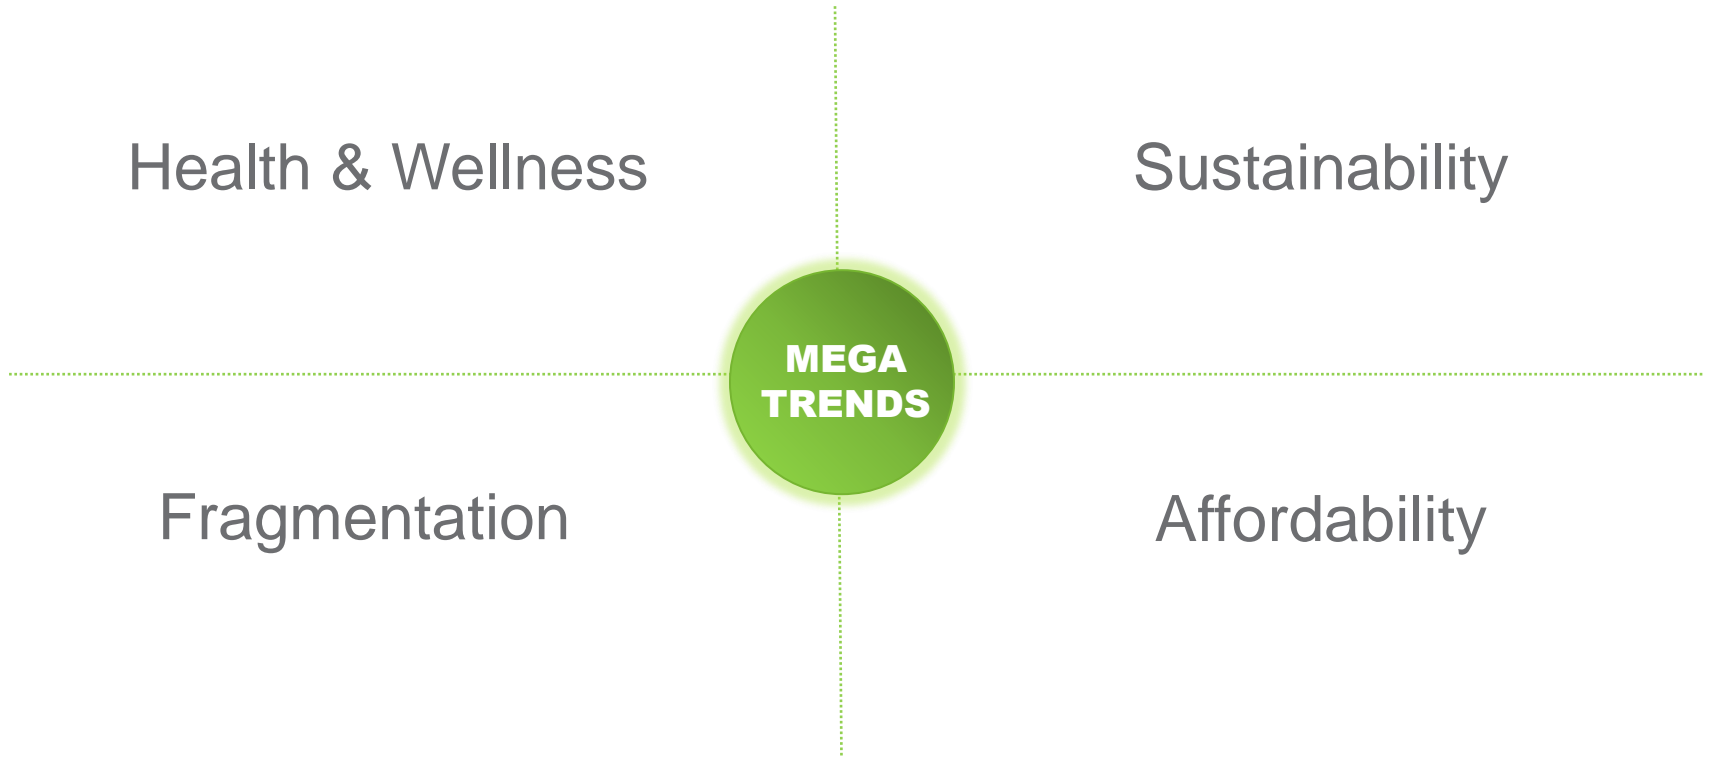 Health & Wellness
Sustainability
MEGA
TRENDS
Fragmentation
Affordability